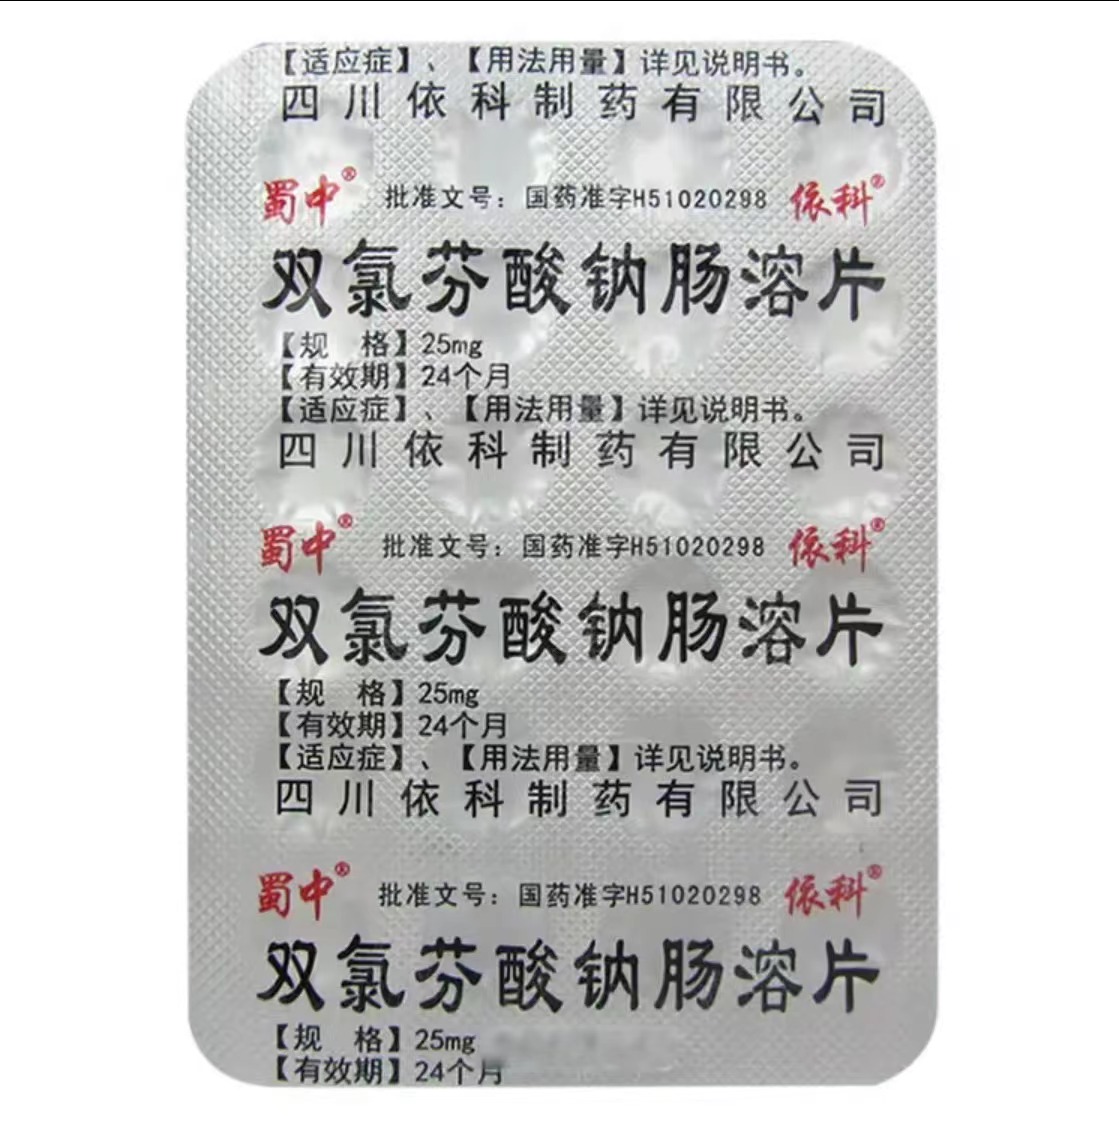 【适应症】、【用法用量】详见说明书。
四川依科制药有限公司
蜀中® 批准文号：国药准字H51020298 依科®
双氯芬酸钠肠溶片
【规 格】25mg
【有效期】24个月
【适应症】、【用法用量】详见说明书。
四川依科制药有限公司
蜀中® 批准文号：国药准字H51020298 依科®
双氯芬酸钠肠溶片
【规 格】25mg
【有效期】24个月
【适应症】、【用法用量】详见说明书。
四川依科制药有限公司
蜀中® 批准文号：国药准字H51020298 依科®
双氯芬酸钠肠溶片
【规 格】25mg
【有效期】24个月